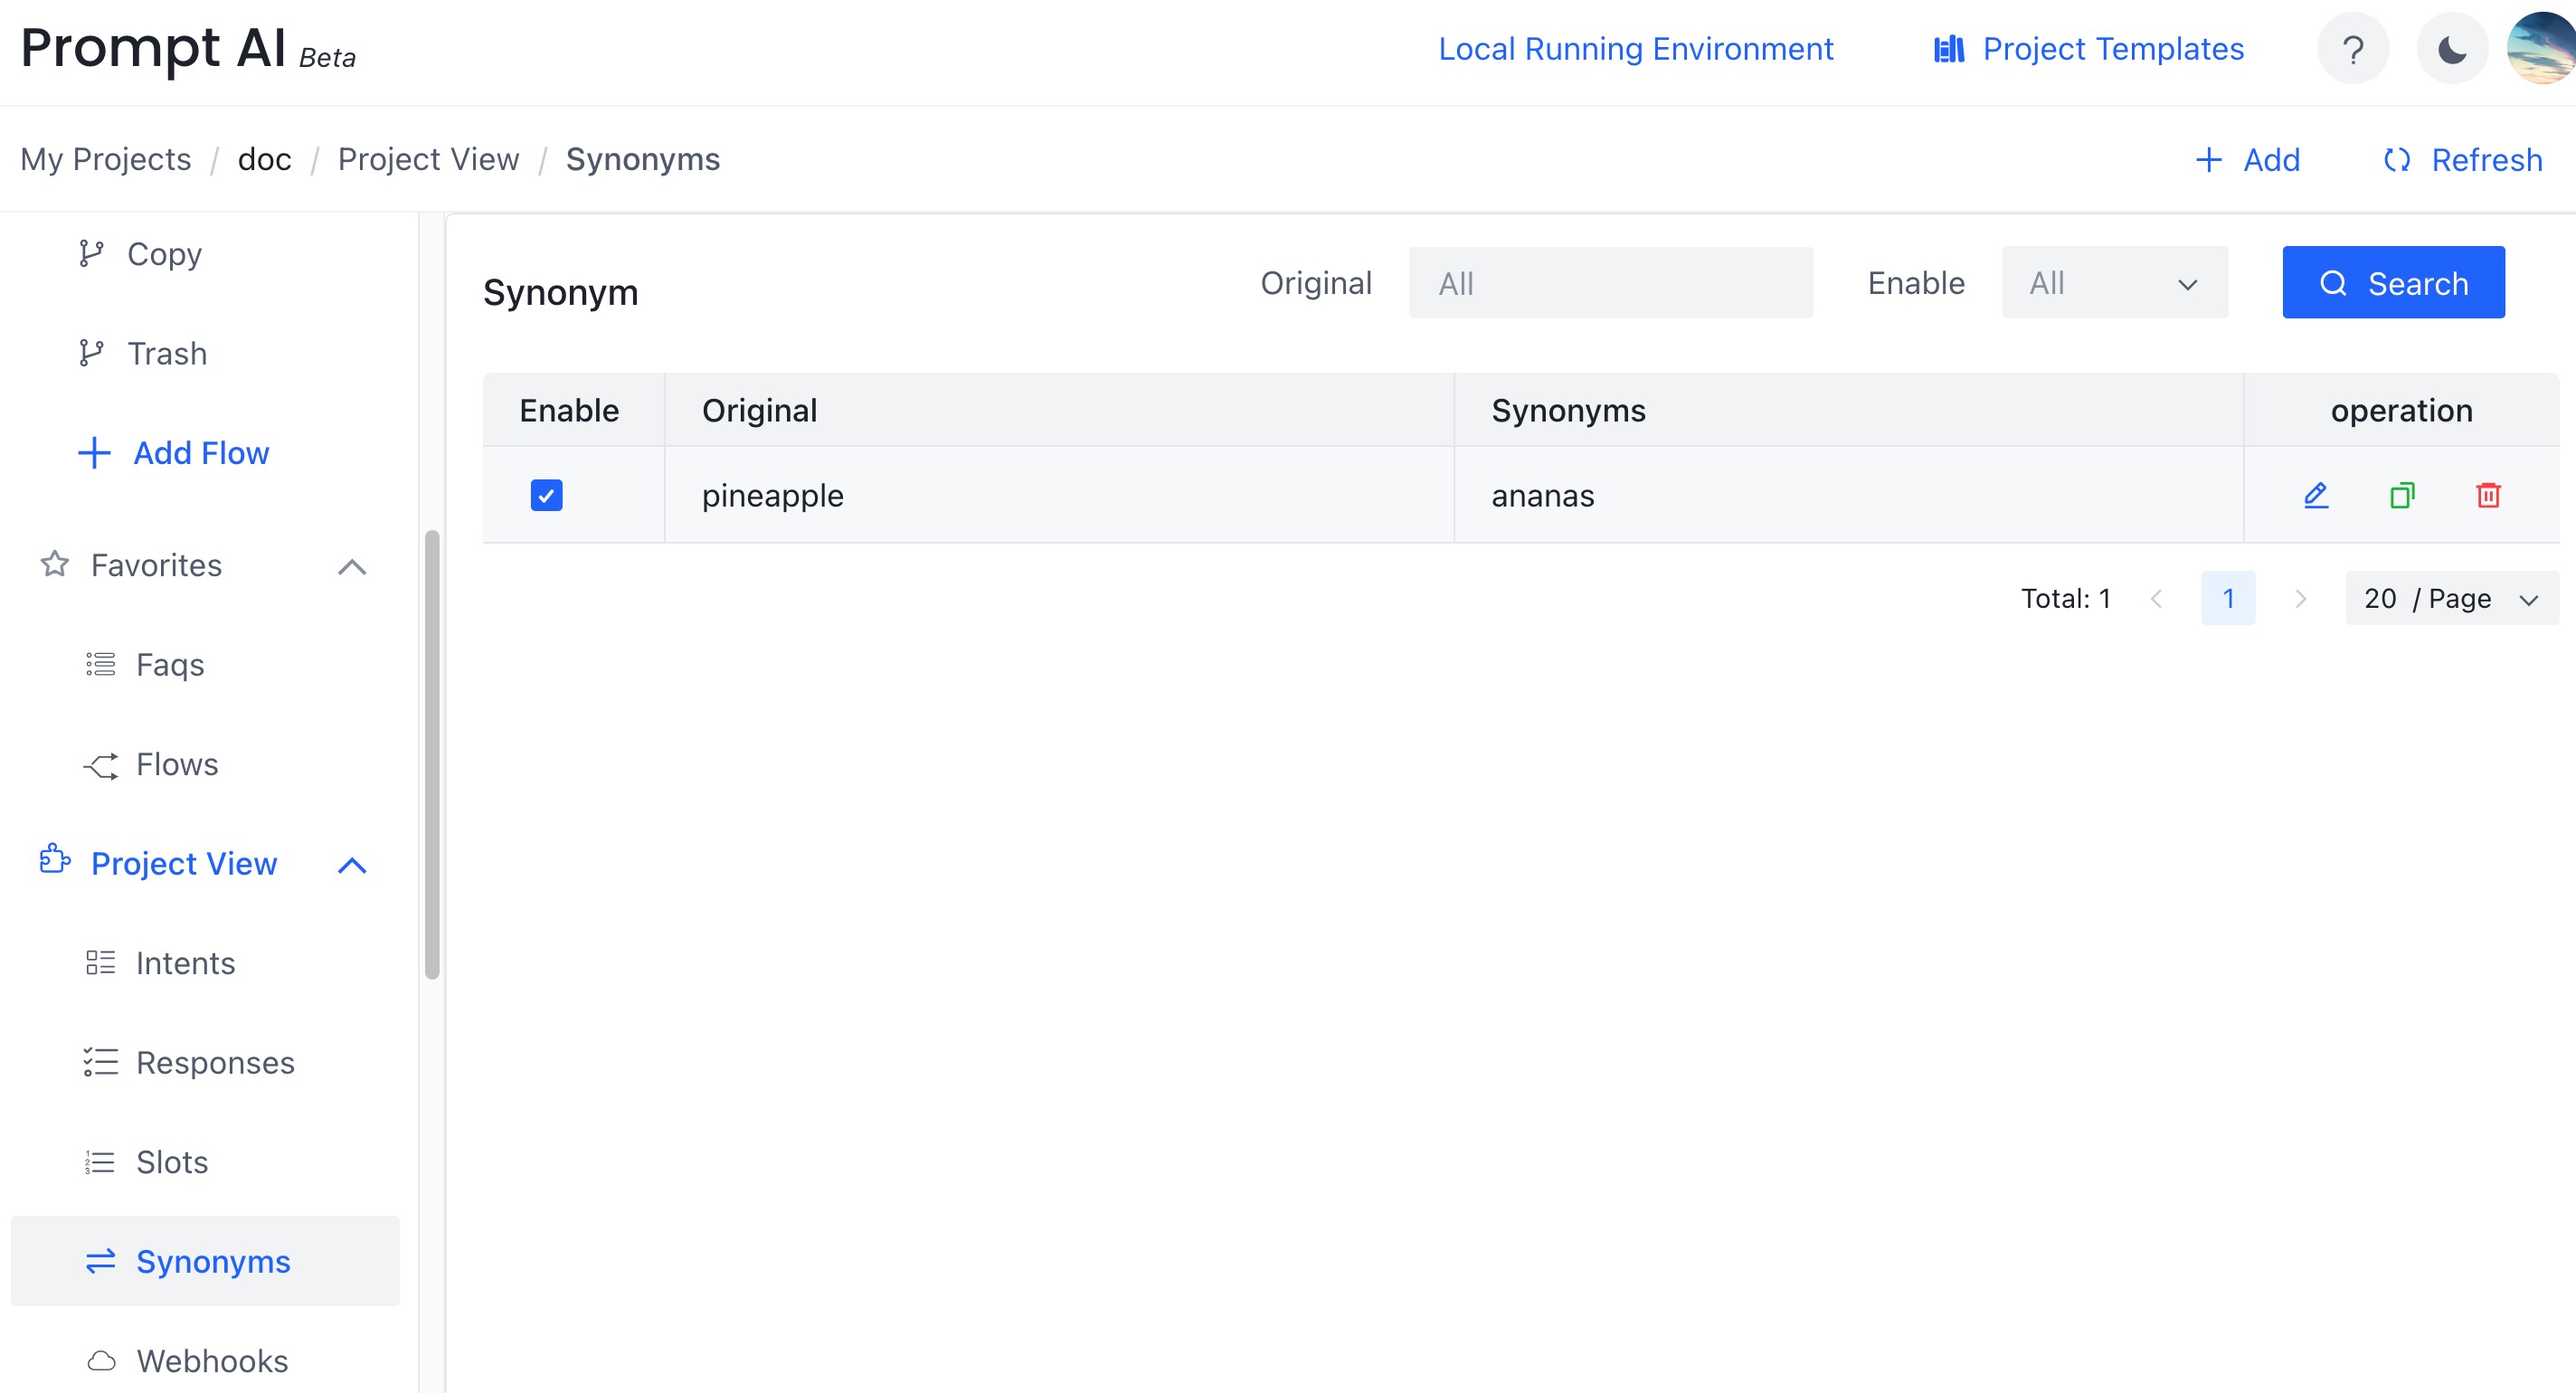 Prompt AI Beta
Local Running Environment
Project Templates
?
My Projects / doc / Project View / Synonyms
+ Add
Refresh
Copy
Trash
+ Add Flow
Favorites
Faqs
Flows
Project View
Intents
Responses
Slots
Synonyms
Webhooks
Synonym
Original
All
Enable
All
Search
Enable Original Synonyms operation
pineapple ananas
Total: 1
1
20 / Page